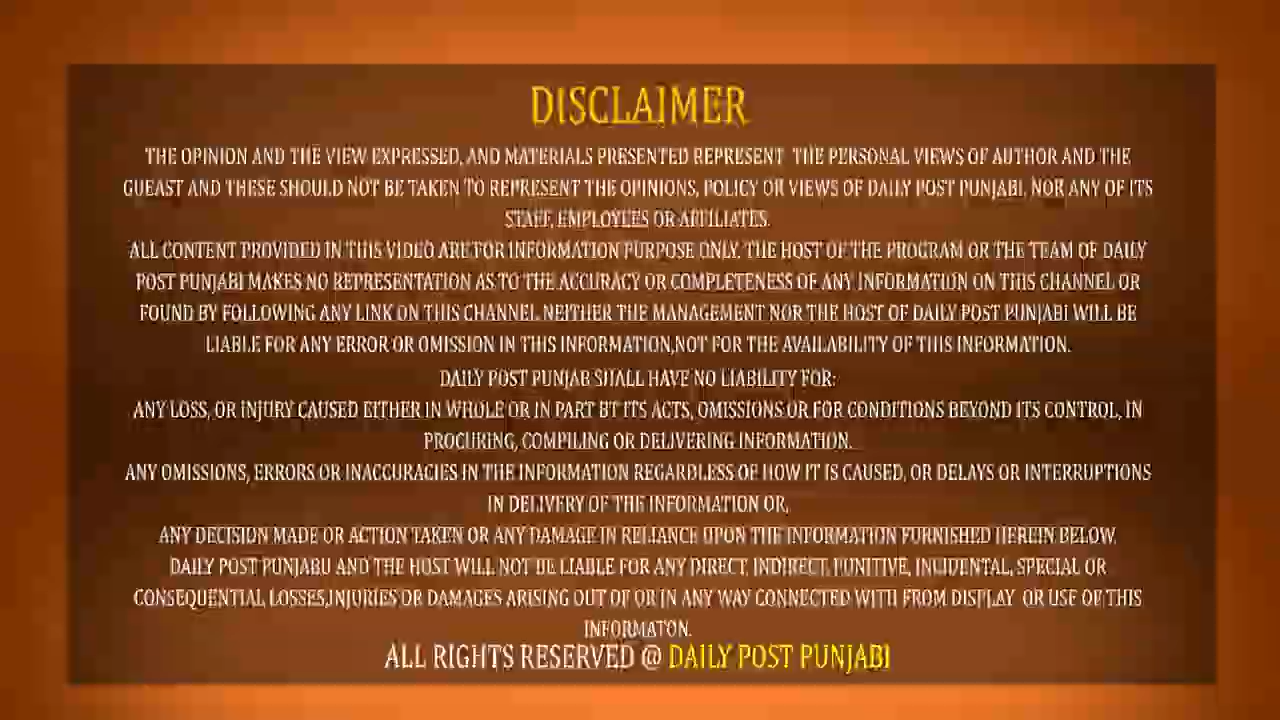 DISCLAIMER
THE OPINION AND THE VIEW EXPRESSED, AND MATERIALS PRESENTED REPRESENT THE PERSONAL VIEWS OF AUTHOR AND THE
GUEAST AND THESE SHOULD NOT BE TAKEN TO REPRESENT THE OPINIONS, POLICY OR VIEWS OF DAILY POST PUNJABI, NOR ANY OF ITS
STAFF, EMPLOYEES OR AFFILIATES.
ALL CONTENT PROVIDED IN THIS VIDEO ARE FOR INFORMATION PURPOSE ONLY. THE HOST OF THE PROGRAM OR THE TEAM OF DAILY
POST PUNJABI MAKES NO REPRESENTATION AS TO THE ACCURACY OR COMPLETENESS OF ANY INFORMATION ON THIS CHANNEL OR
FOUND BY FOLLOWING ANY LINK ON THIS CHANNEL. NEITHER THE MANAGEMENT NOR THE HOST OF DAILY POST PUNJABI WILL BE
LIABLE FOR ANY ERROR OR OMISSION IN THIS INFORMATION,NOT FOR THE AVAILABILITY OF THIS INFORMATION.
DAILY POST PUNJAB SHALL HAVE NO LIABILITY FOR:
ANY LOSS, OR INJURY CAUSED EITHER IN WHOLE OR IN PART BT ITS ACTS, OMISSIONS OR FOR CONDITIONS BEYOND ITS CONTROL, IN
PROCURING, COMPILING OR DELIVERING INFORMATION.
ANY OMISSIONS, ERRORS OR INACCURACIES IN THE INFORMATION REGARDLESS OF HOW IT IS CAUSED, OR DELAYS OR INTERRUPTIONS
IN DELIVERY OF THE INFORMATION OR,
ANY DECISION MADE OR ACTION TAKEN OR ANY DAMAGE IN RELIANCE UPON THE INFORMATION FURNISHED HEREIN BELOW.
DAILY POST PUNJABU AND THE HOST WILL NOT BE LIABLE FOR ANY DIRECT, INDIRECT, PUNITIVE, INCIDENTAL, SPECIAL OR
CONSEQUENTIAL LOSSES,INJURIES OR DAMAGES ARISING OUT OF OR IN ANY WAY CONNECTED WITH FROM DISPLAY OR USE OF THIS
INFORMATON.
ALL RIGHTS RESERVED @ DAILY POST PUNJABI